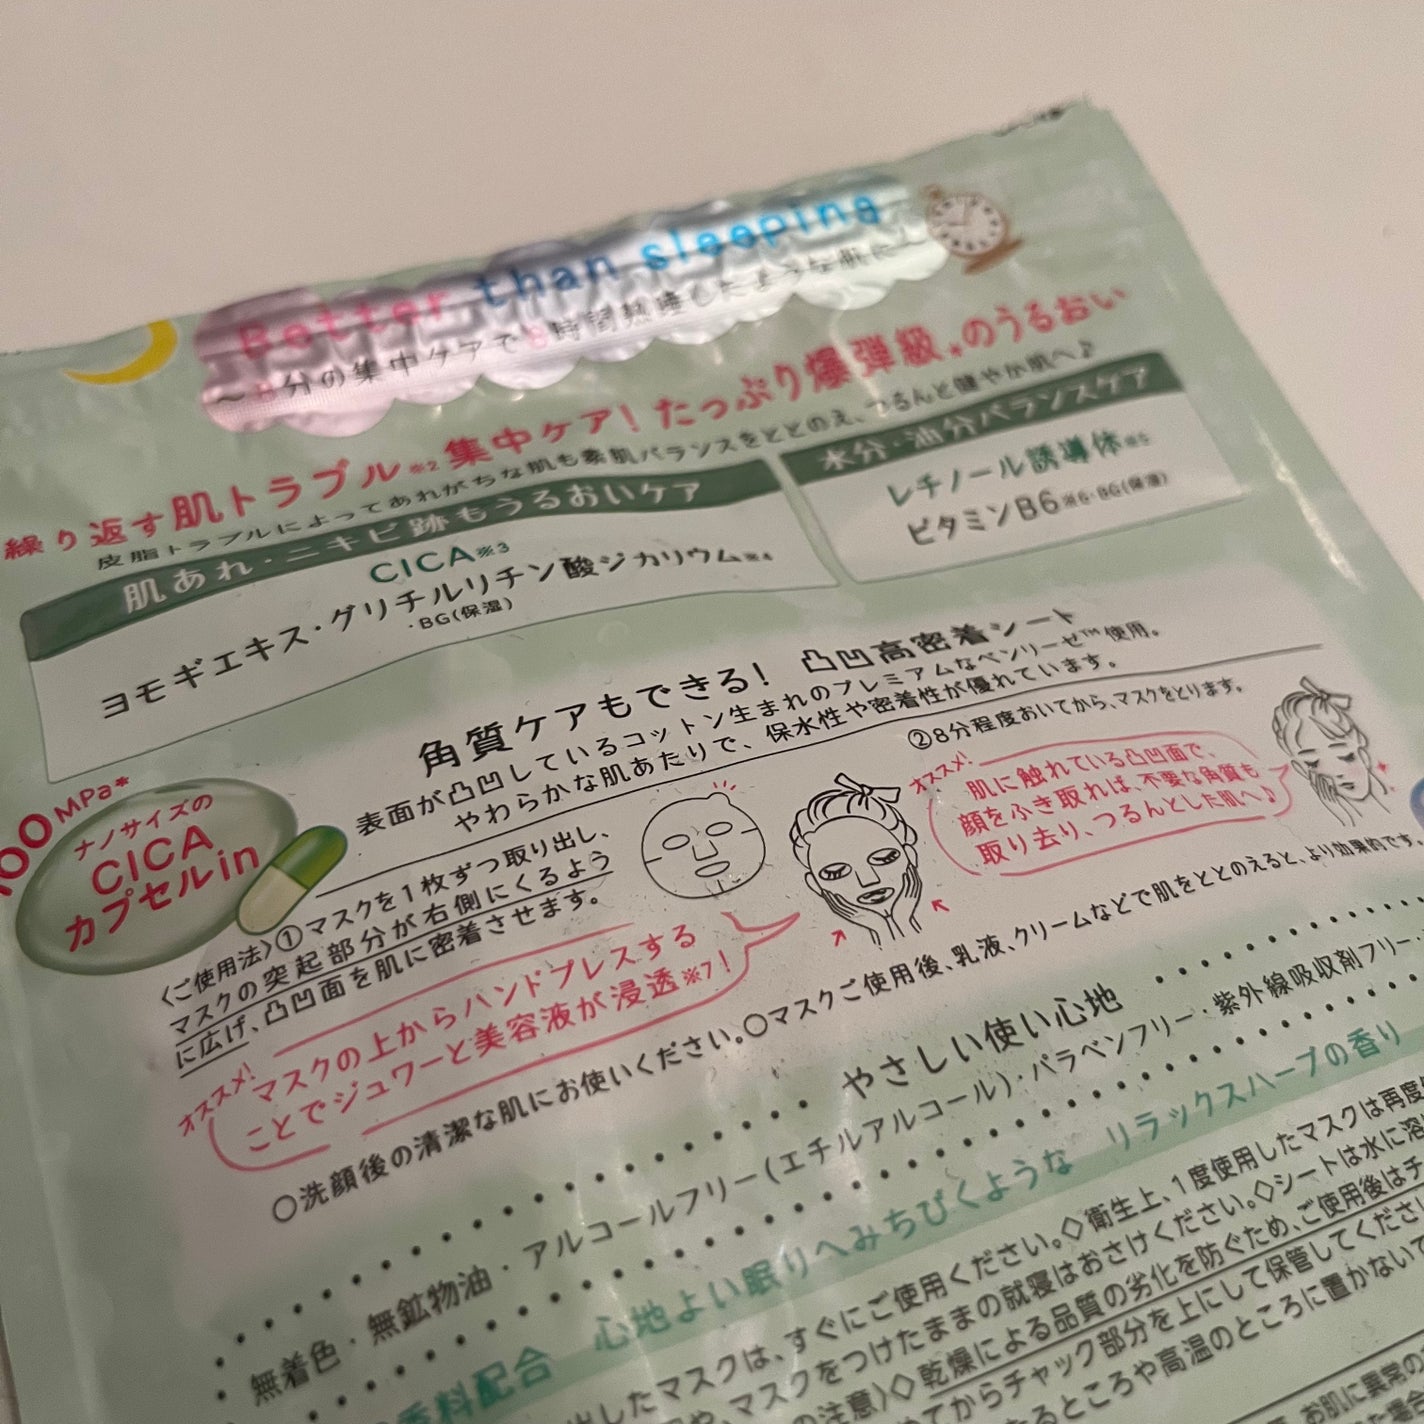 Better than sleeping
～8分の集中ケアで8時間熟睡したような肌に～
繰り返す肌トラブル※2集中ケア！たっぷり爆弾級*のうるおい
皮脂トラブルによってあれがちな肌も素肌バランスをととのえ、つるんと健やか肌へ♪
肌あれ・ニキビ跡もうるおいケア
CICA※3
ヨモギエキス・グリチルリチン酸ジカリウム※4
・BG(保湿)
水分・油分バランスケア
レチノール誘導体※5
ビタミンB6※6・BG(保湿)
角質ケアもできる！ 凸凹高密着シート
表面が凸凹しているコットン生まれのプレミアムなベンリーゼ™使用。
やわらかな肌あたりで、保水性や密着性が優れています。
100MPa*
ナノサイズの
CICA
カプセルin
〈ご使用法〉①マスクを1枚ずつ取り出し、
マスクの突起部分が右側にくるよう
に広げ、凸凹面を肌に密着させます。
オススメ!
マスクの上からハンドプレスする
ことでジュワーと美容液が浸透※7！
②8分程度おいてから、マスクをとります。
オススメ!
肌に触れている凸凹面で、
顔をふき取れば、不要な角質も
取り去り、つるんとした肌へ♪
○洗顔後の清潔な肌にお使いください。○マスクご使用後、乳液、クリームなどで肌をととのえると、より効果的です。
やさしい使い心地
無着色・無鉱物油・アルコールフリー(エチルアルコール)・パラベンフリー・紫外線吸収剤フリー・
心地よい眠りへみちびくような リラックスハーブの香り
香料配合
出したマスクは、すぐにご使用ください。◇衛生上、1度使用したマスクは再度
や、マスクをつけたままの就寝はおさけください。◇シートは水に溶
の注意〉◇乾燥による品質の劣化を防ぐため、ご使用後はチ
てからチャック部分を上にして保管してくださ
たるところや高温のところに置かないで
お肌に異常の